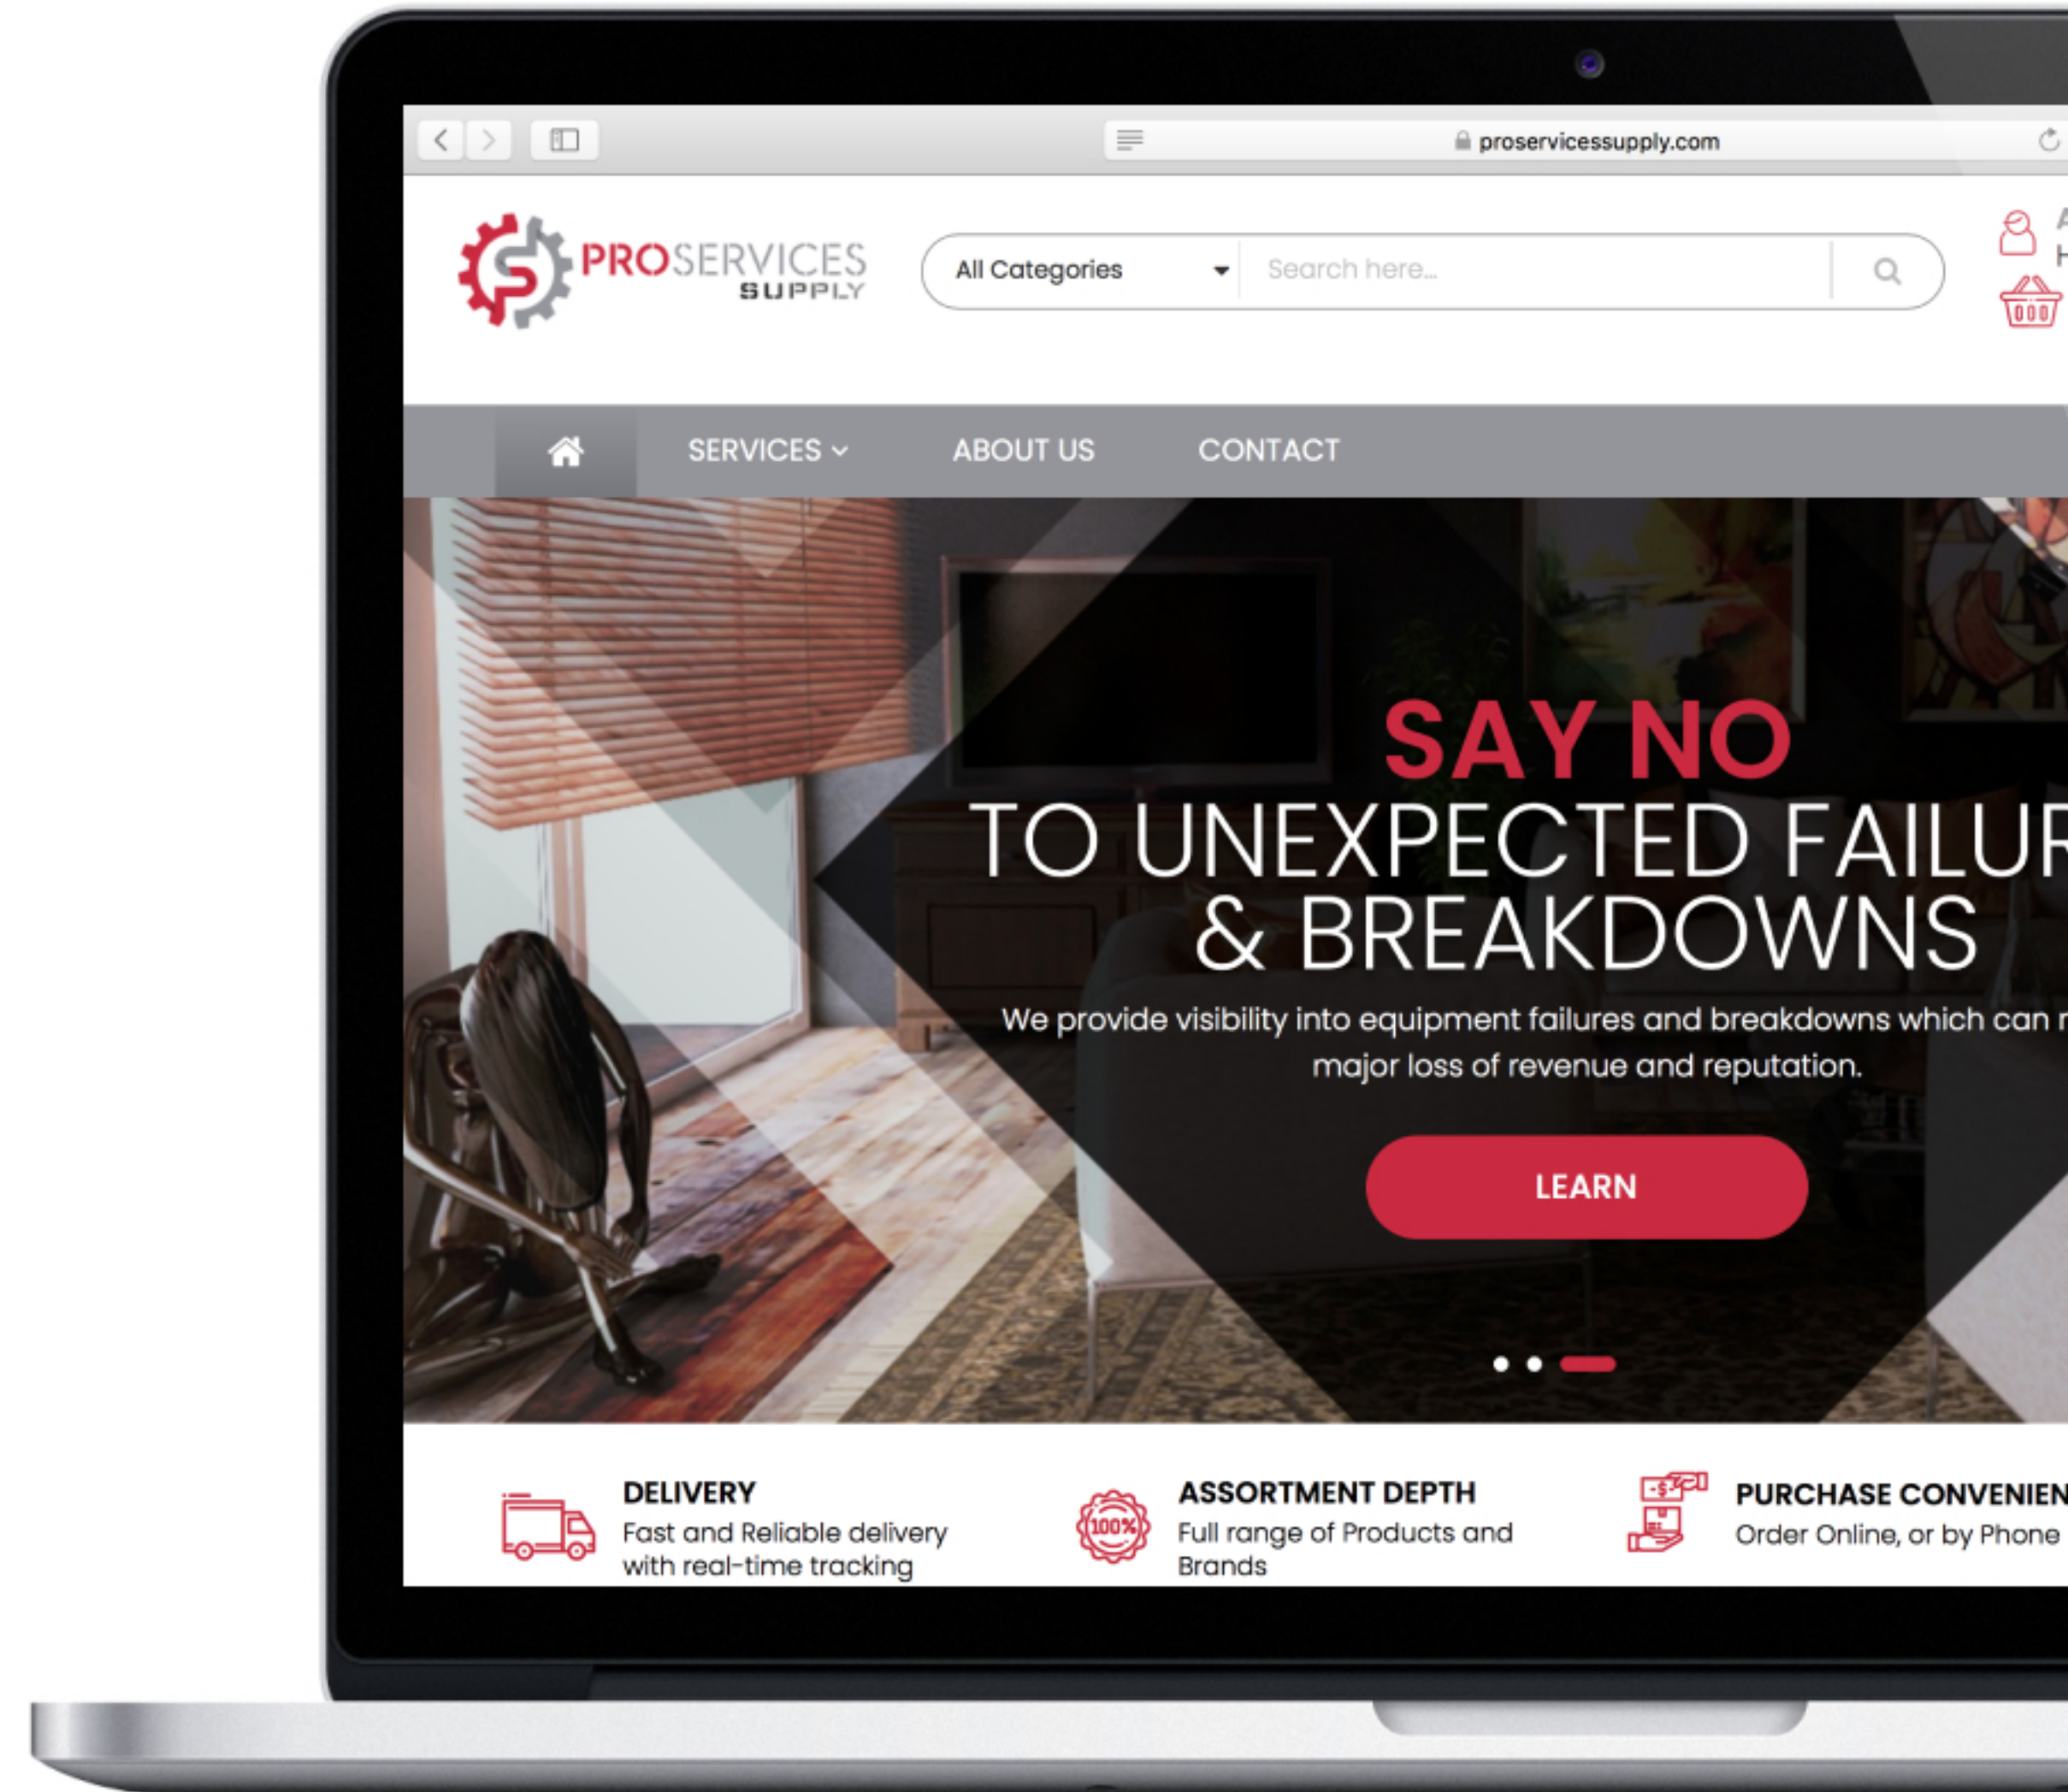 proservicessupply.com
PROSERVICES
SUPPLY
All Categories
Search here...
SERVICES
ABOUT US
CONTACT
SAY NO
TO UNEXPECTED FAILUR
& BREAKDOWNS
We provide visibility into equipment failures and breakdowns which can
major loss of revenue and reputation.
LEARN
DELIVERY
Fast and Reliable delivery
with real-time tracking
100%
ASSORTMENT DEPTH
Full range of Products and
Brands
-$-
PURCHASE CONVENIEN
Order Online, or by Phone